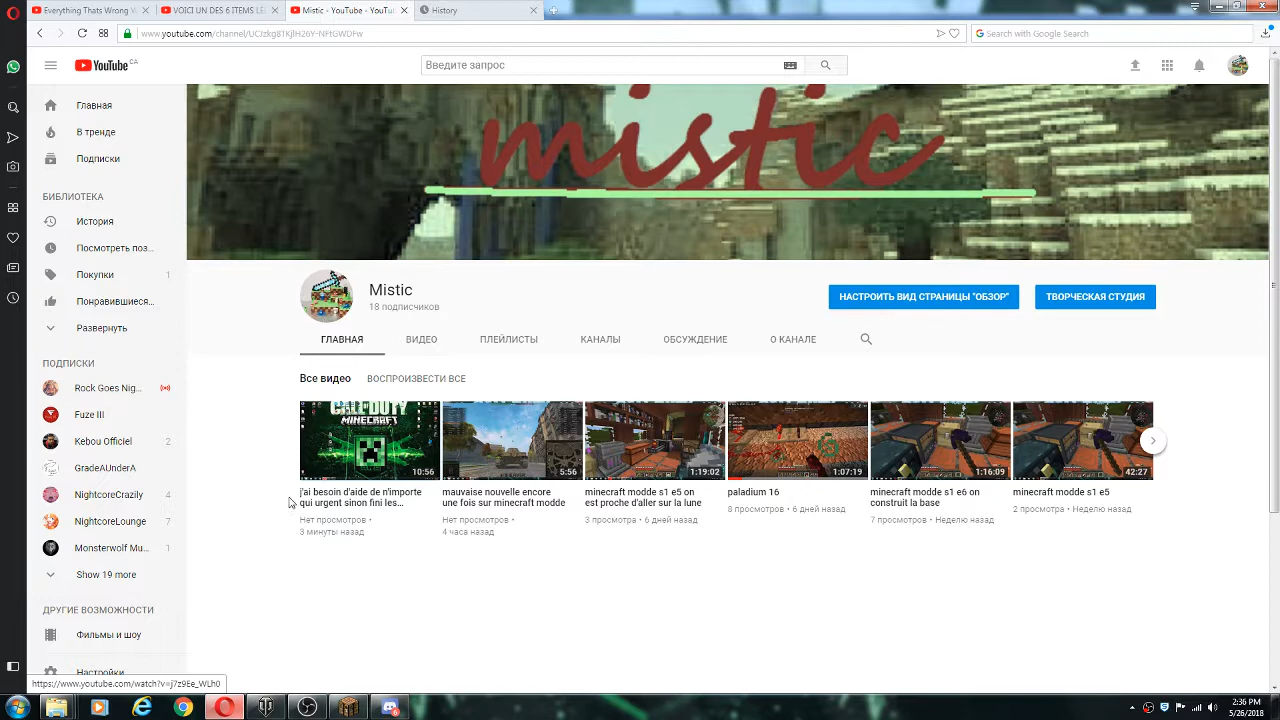 Everything Thats Wrong
VOICI UN DES 6 ITEMS LE
Mistic - YouTube - YouTu
History
www.youtube.com/channel/
Search with Google Search
YouTube CA
Введите запрос
Главная
В тренде
Подписки
БИБЛИОТЕКА
История
Посмотреть поз...
Покупки 1
Понравившиеся...
Развернуть
ПОДПИСКИ
Rock Goes Nig...
Fuze III
Kebou Officiel 2
GradeAUnderA
NightcoreCrazily 4
NightcoreLounge 7
Monsterwolf Mu... 1
Show 19 more
ДРУГИЕ ВОЗМОЖНОСТИ
Фильмы и шоу
Настройки
mistic
Mistic
18 подписчиков
НАСТРОИТЬ ВИД СТРАНИЦЫ "ОБЗОР"
ТВОРЧЕСКАЯ СТУДИЯ
ГЛАВНАЯ ВИДЕО ПЛЕЙЛИСТЫ КАНАЛЫ ОБСУЖДЕНИЕ О КАНАЛЕ
Все видео ВОСПРОИЗВЕСТИ ВСЕ
CALL OF DUTY
MINECRAFT
10:56
j'ai besoin d'aide de n'importe
qui urgent sinon fini les...
Нет просмотров •
3 минуты назад
5:56
mauvaise nouvelle encore
une fois sur minecraft modde
Нет просмотров •
4 часа назад
1:19:02
minecraft modde s1 e5 on
est proche d'aller sur la lune
3 просмотра • 6 дней назад
1:07:19
paladium 16
8 просмотров • 6 дней назад
1:16:09
minecraft modde s1 e6 on
construit la base
7 просмотров • Неделю назад
42:27
minecraft modde s1 e5
2 просмотра • Неделю назад
https://www.youtube.com/watch?v=j7z9Ee_WLh0
2:36 PM
5/26/2018